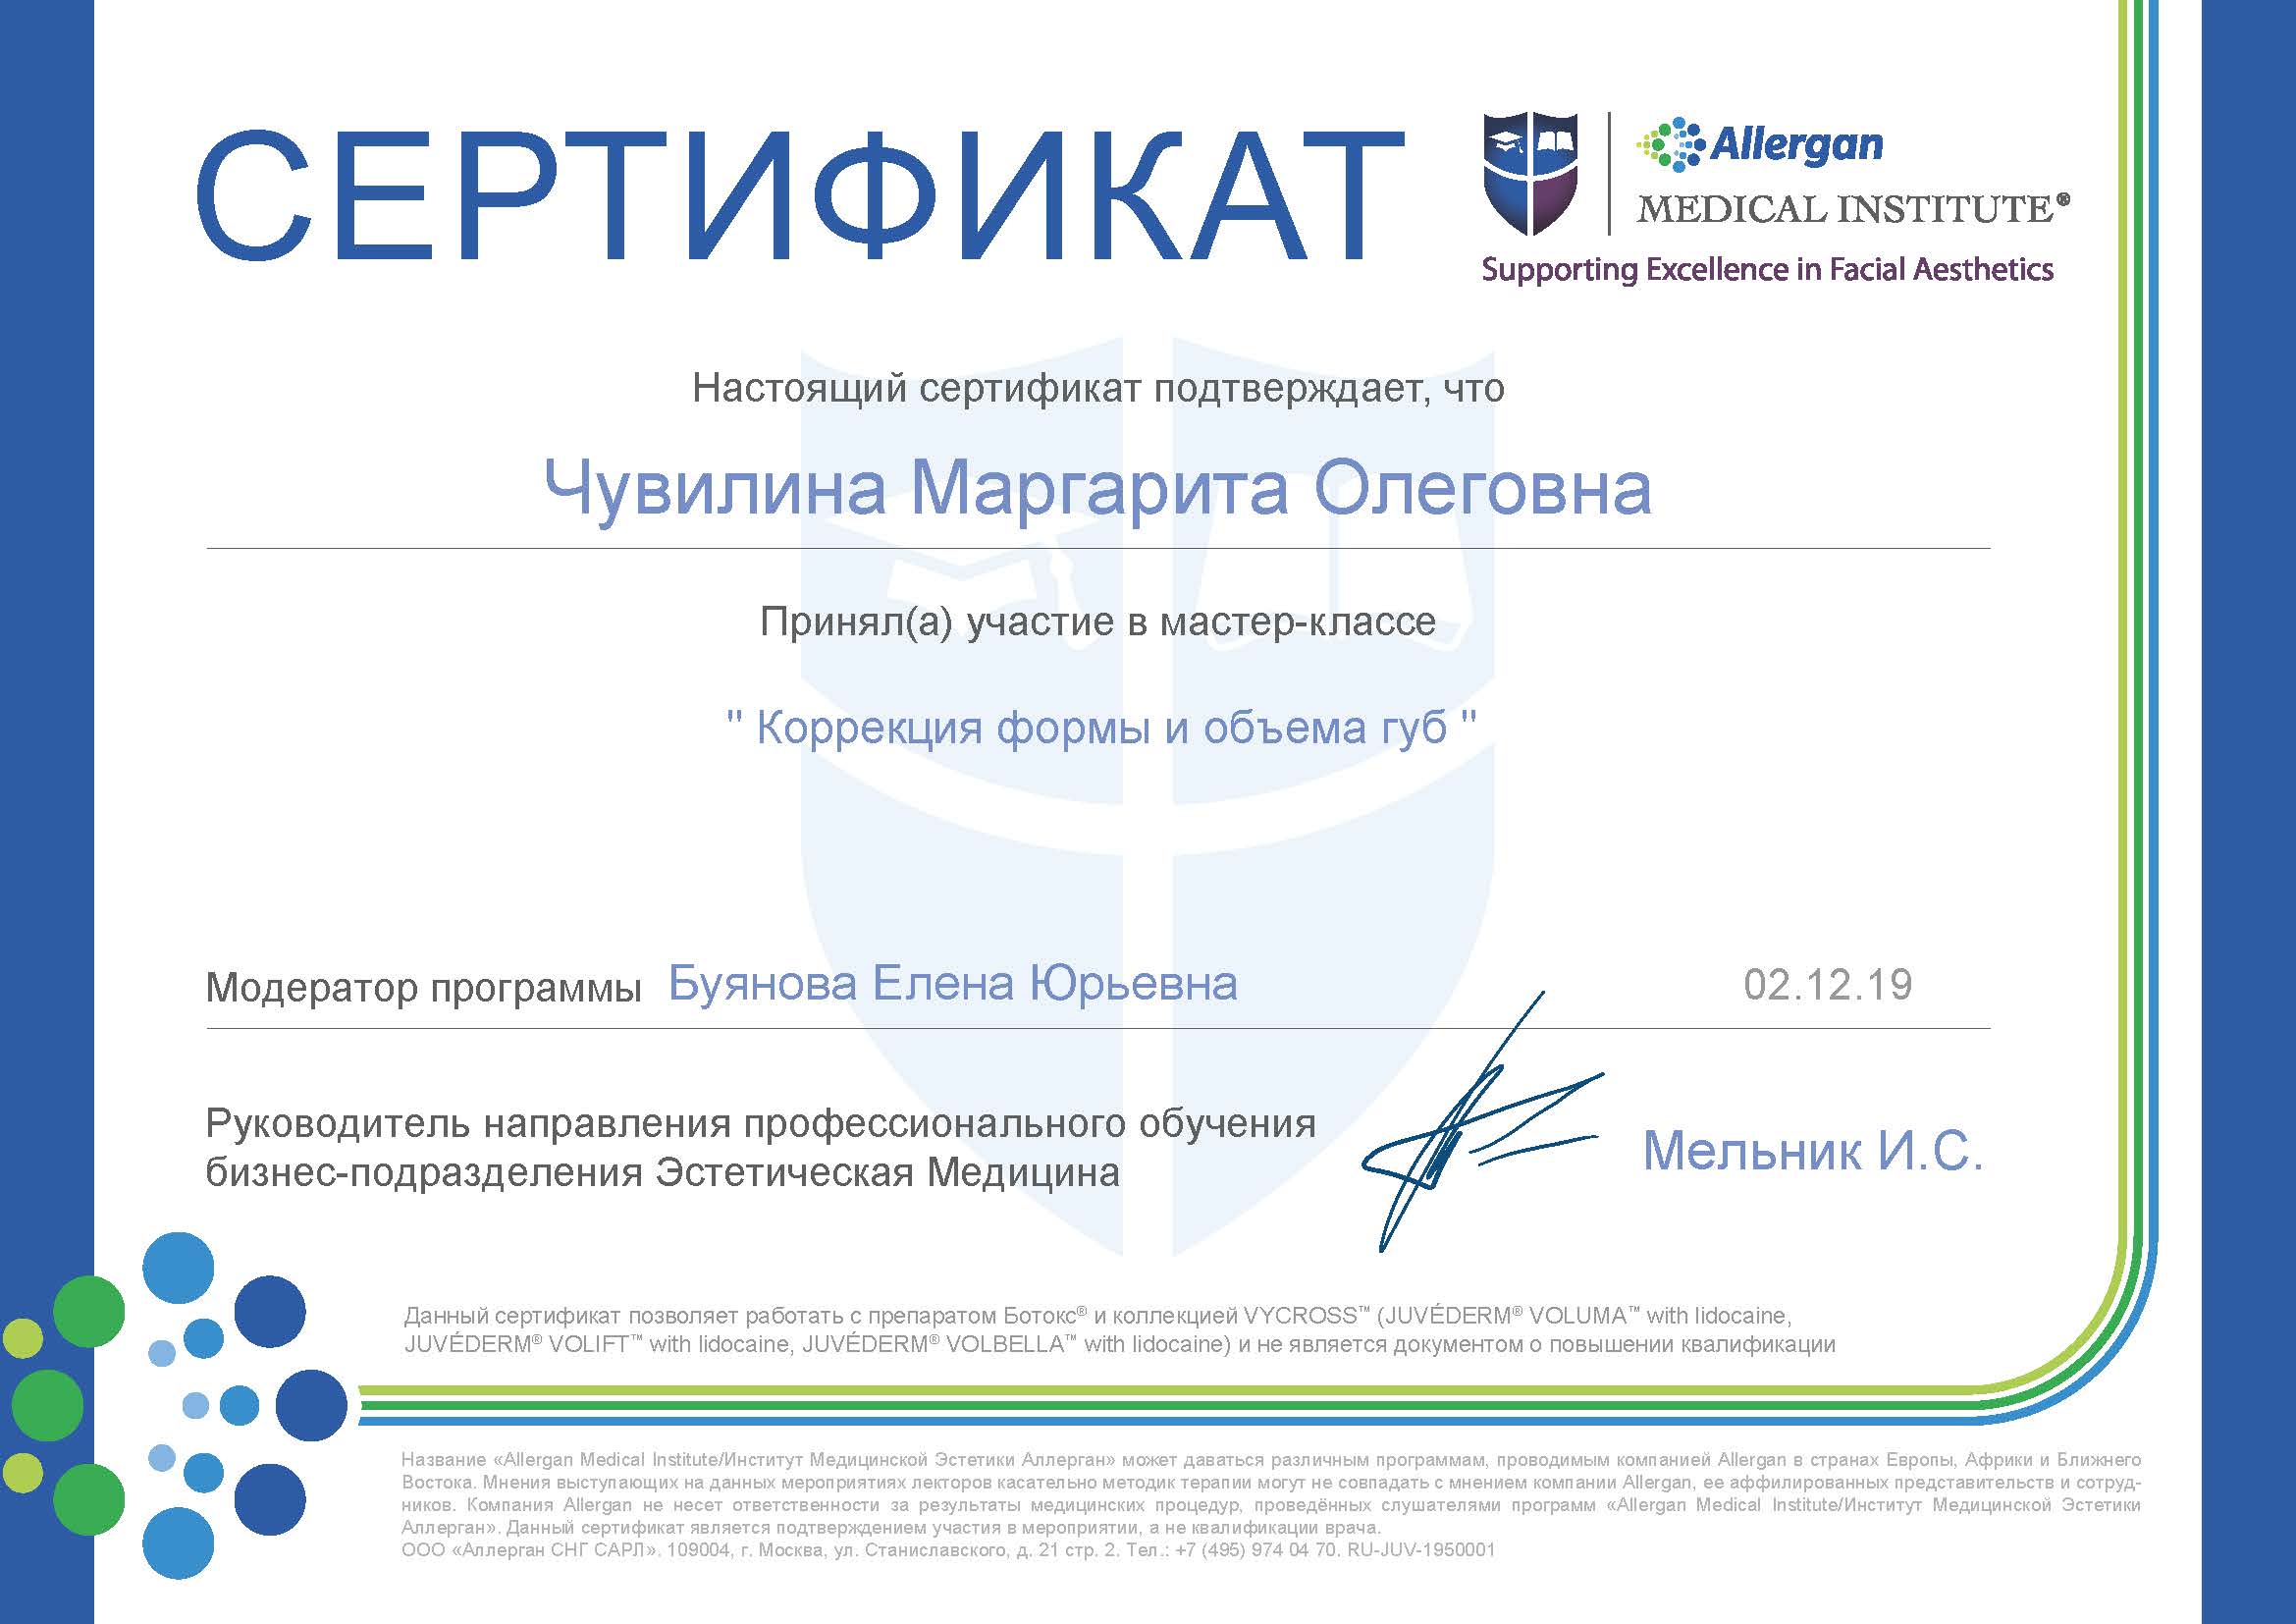 СЕРТИФИКАТ
Allergan
MEDICAL INSTITUTE®
Supporting Excellence in Facial Aesthetics
Настоящий сертификат подтверждает, что
Чувилина Маргарита Олеговна
Принял(а) участие в мастер-классе
" Коррекция формы и объема губ "
Модератор программы Буянова Елена Юрьевна 02.12.19
Руководитель направления профессионального обучения
бизнес-подразделения Эстетическая Медицина
Мельник И.С.
Данный сертификат позволяет работать с препаратом Ботокс® и коллекцией VYCROSS™ (JUVÉDERM® VOLUMA™ with lidocaine,
JUVÉDERM® VOLIFT™ with lidocaine, JUVÉDERM® VOLBELLA™ with lidocaine) и не является документом о повышении квалификации
Название «Allergan Medical Institute/Институт Медицинской Эстетики Аллерган» может даваться различным программам, проводимым компанией Allergan в странах Европы, Африки и Ближнего
Востока. Мнения выступающих на данных мероприятиях лекторов касательно методик терапии могут не совпадать с мнением компании Allergan, ее аффилированных представительств и сотруд-
ников. Компания Allergan не несет ответственности за результаты медицинских процедур, проведённых слушателями программ «Allergan Medical Institute/Институт Медицинской Эстетики
Аллерган». Данный сертификат является подтверждением участия в мероприятии, а не квалификации врача.
ООО «Аллерган СНГ САРЛ». 109004, г. Москва, ул. Станиславского, д. 21 стр. 2. Тел.: +7 (495) 974 04 70. RU-JUV-1950001